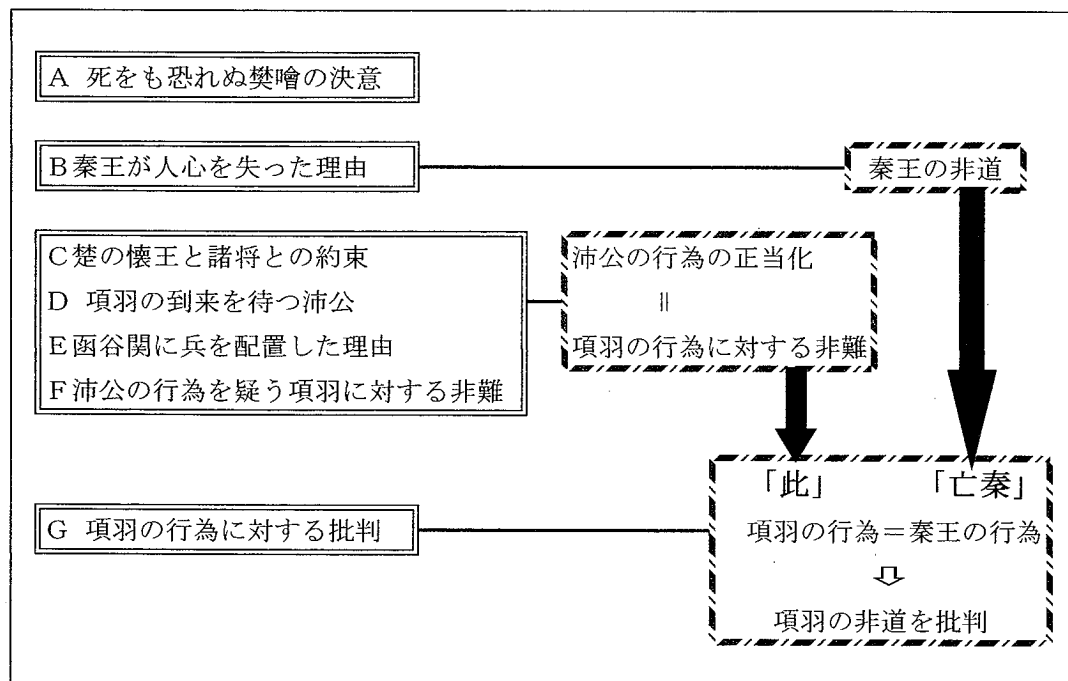 A 死をも恐れぬ樊噲の決意
B秦王が人心を失った理由
秦王の非道
C楚の懐王と諸将との約束
D 項羽の到来を待つ沛公
E函谷関に兵を配置した理由
F沛公の行為を疑う項羽に対する非難
沛公の行為の正当化
॥
項羽の行為に対する非難
「此」 「亡秦」
G 項羽の行為に対する批判
項羽の行為＝秦王の行為
⇩
項羽の非道を批判